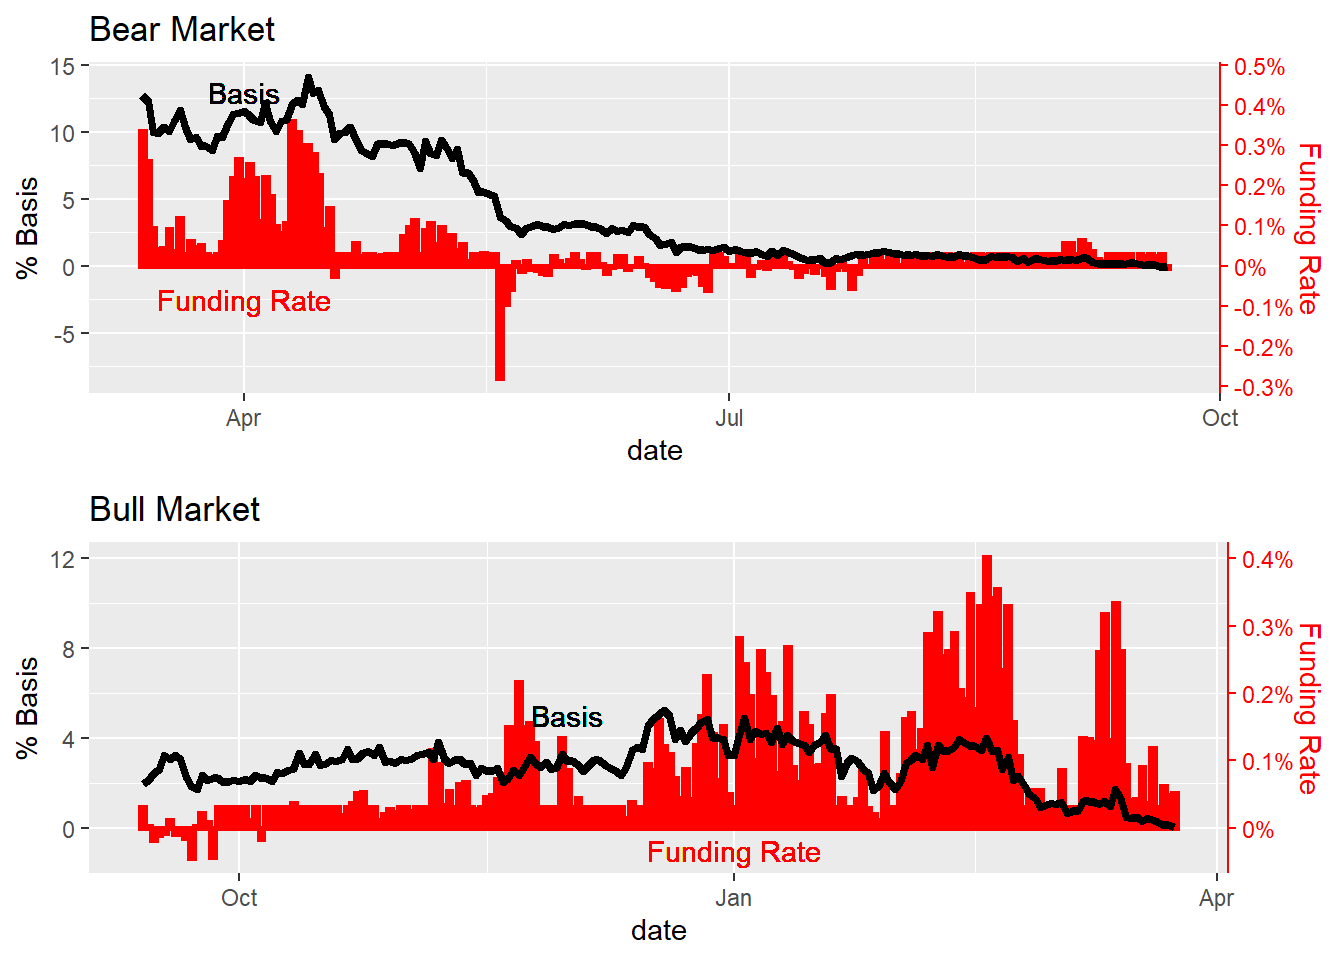 Bear Market
% Basis
15
10
5
0
-5
Basis
Funding Rate
0.5%
0.4%
0.3%
0.2%
0.1%
0%
-0.1%
-0.2%
-0.3%
Funding Rate
Apr
Jul
Oct
date
Bull Market
% Basis
12
8
4
0
Basis
Funding Rate
0.4%
0.3%
0.2%
0.1%
0%
Funding Rate
Oct
Jan
Apr
date